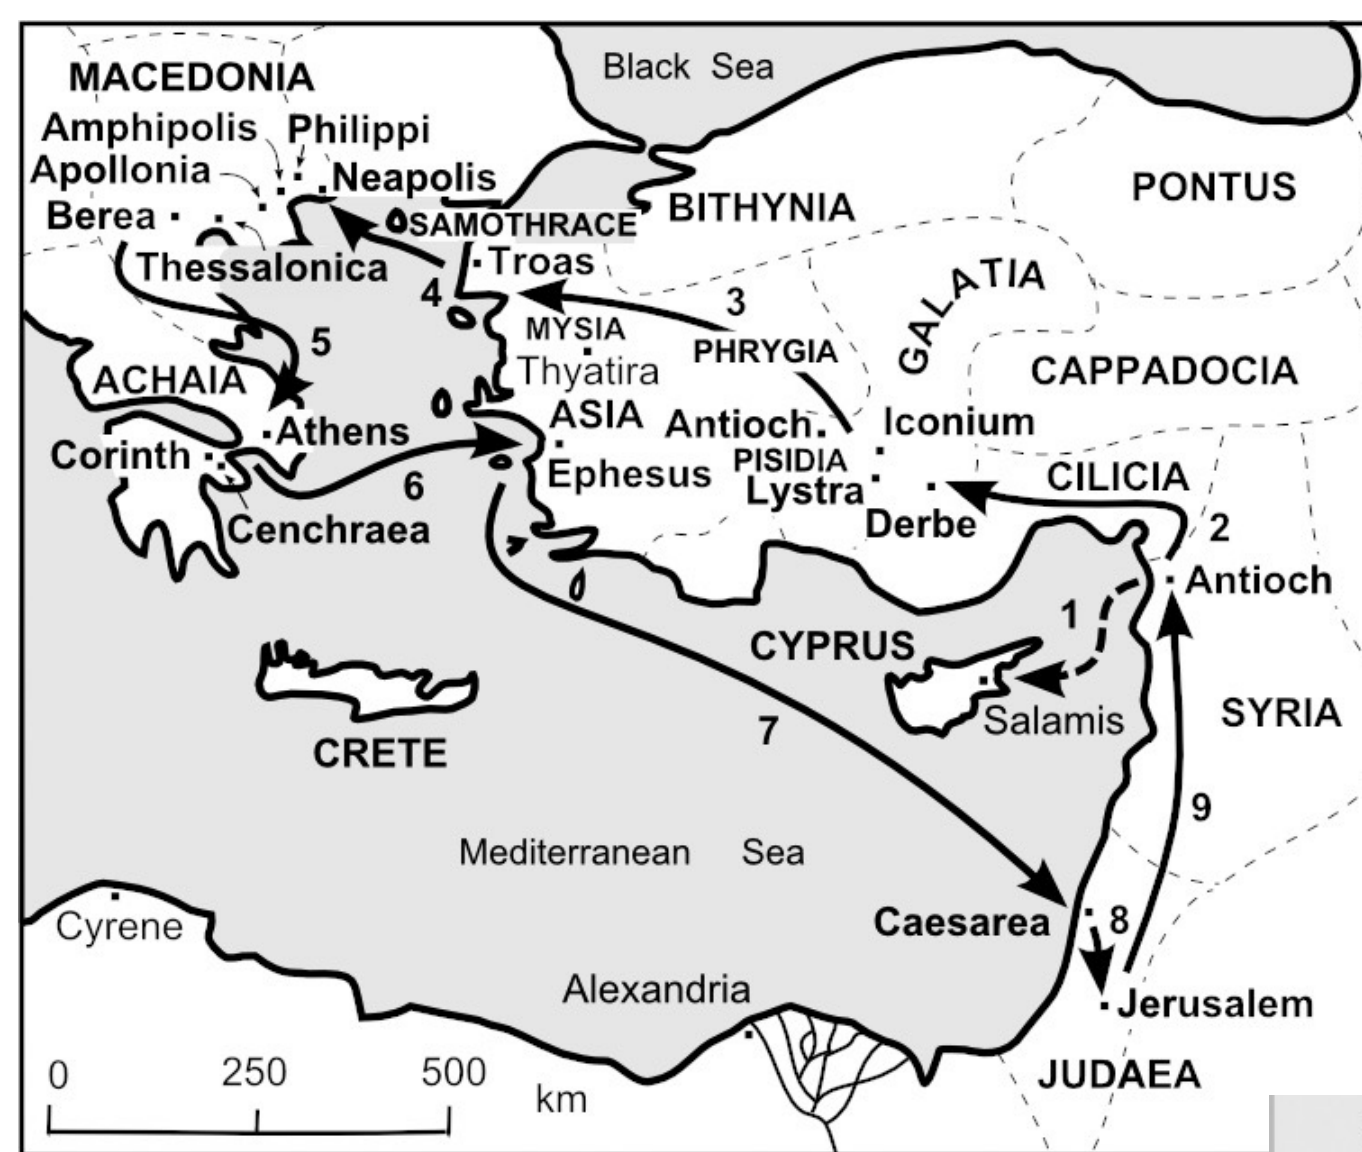 Black Sea
MACEDONIA
Amphipolis
Philippi
Apollonia
Neapolis
Berea
SAMOTHRACE
BITHYNIA
PONTUS
Thessalonica
Troas
4
3
GALATIA
5
MYSIA
PHRYGIA
Thyatira
ACHAIA
CAPPADOCIA
ASIA
Antioch
Iconium
Athens
Corinth
6
Ephesus
PISIDIA
Lystra
CILICIA
Cenchraea
Derbe
2
Antioch
1
CYPRUS
Salamis
SYRIA
7
CRETE
9
Mediterranean Sea
Caesarea
8
Cyrene
Alexandria
Jerusalem
JUDAEA
0 250 500
km